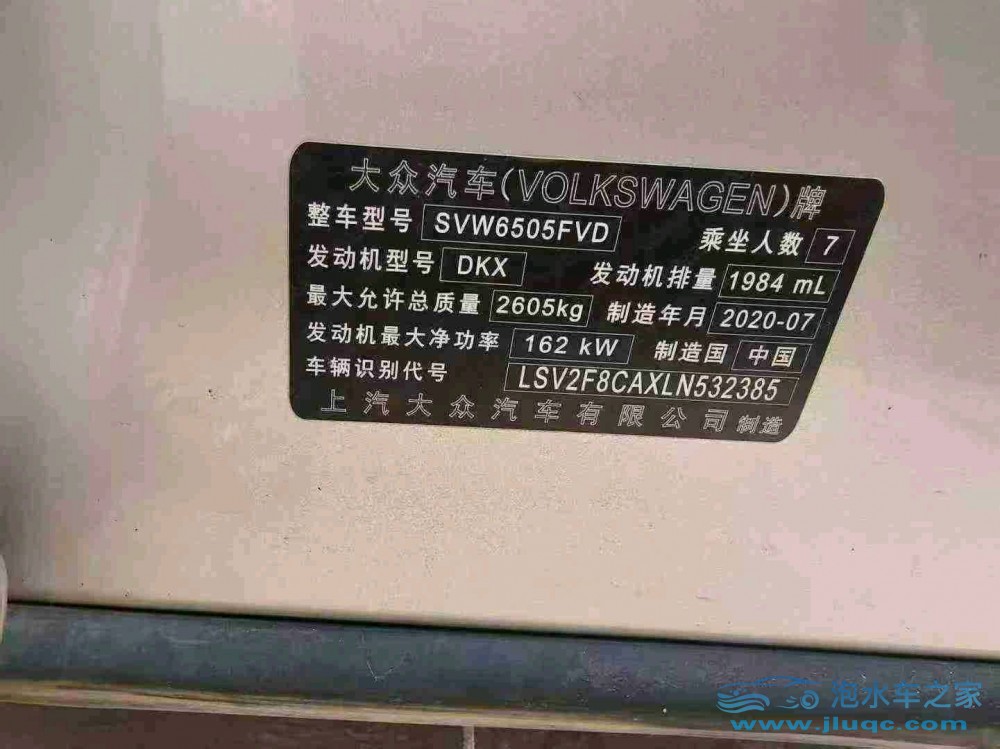 大众汽车(VOLKSWAGEN)牌
整车型号 SVW6505FVD 乘坐人数 7
发动机型号 DKX 发动机排量 1984 mL
最大允许总质量 2605kg 制造年月 2020-07
发动机最大净功率 162 kW 制造国 中国
车辆识别代号 LSV2F8CAXLN532385
上汽大众汽车有限公司 制造
泡水车之家
www.jluqc.com